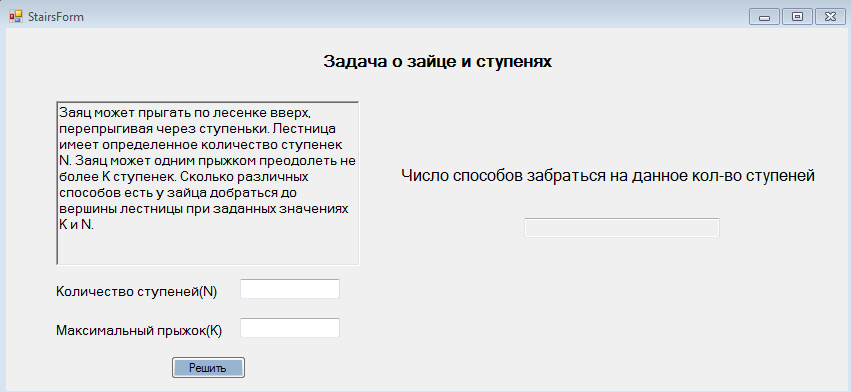 StairsForm
Задача о зайце и ступенях
Заяц может прыгать по лесенке вверх,
перепрыгивая через ступеньки. Лестница
имеет определенное количество ступенек
N. Заяц может одним прыжком преодолеть не
более K ступенек. Сколько различных
способов есть у зайца добраться до
вершины лестницы при заданных значениях
K и N.
Число способов забраться на данное кол-во ступеней
Количество ступеней(N)
Максимальный прыжок(K)
Решить